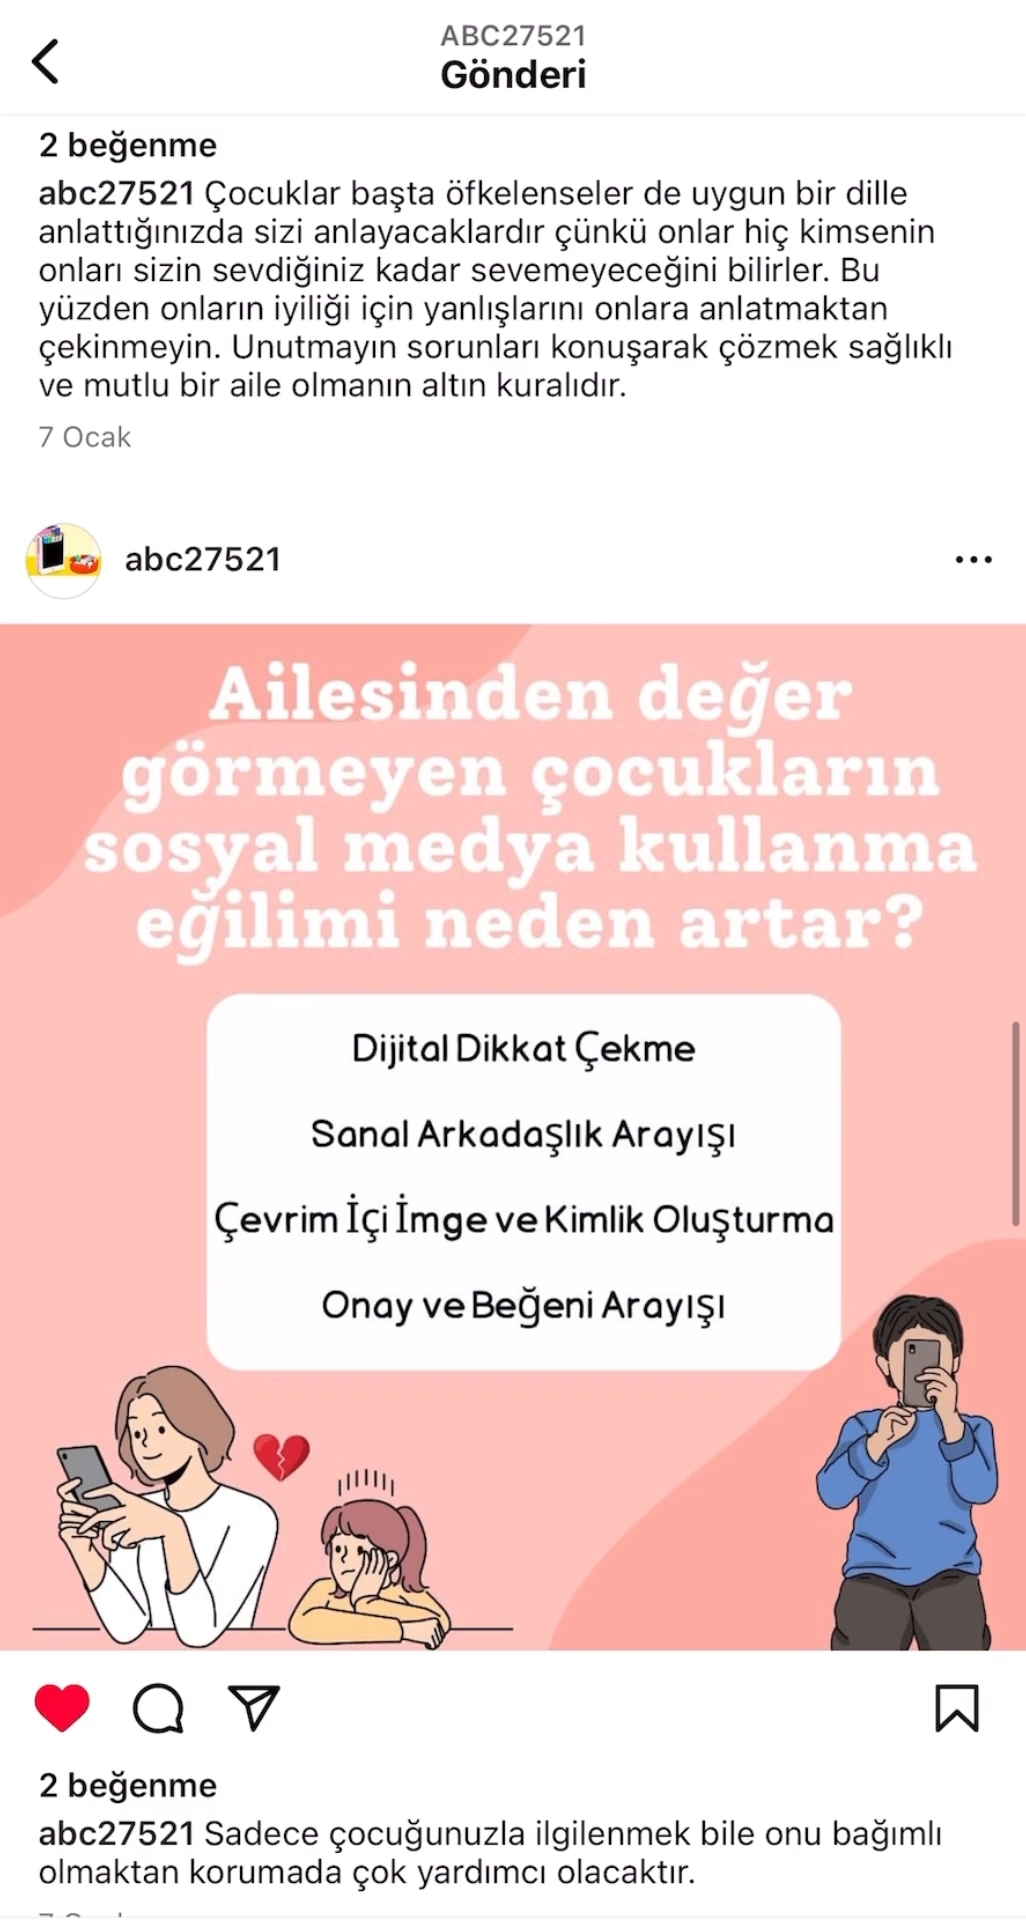 ABC27521
Gönderi
2 beğenme
abc27521 Çocuklar başta öfkelenseler de uygun bir dille
anlattığınızda sizi anlayacaklardır çünkü onlar hiç kimsenin
onları sizin sevdiğiniz kadar sevemeyeceğini bilirler. Bu
yüzden onların iyiliği için yanlışlarını onlara anlatmaktan
çekinmeyin. Unutmayın sorunları konuşarak çözmek sağlıklı
ve mutlu bir aile olmanın altın kuralıdır.
7 Ocak
abc27521
Ailesinden değer
görmeyen çocukların
sosyal medya kullanma
eğilimi neden artar?
Dijital Dikkat Çekme
Sanal Arkadaşlık Arayışı
Çevrim İçi İmge ve Kimlik Oluşturma
Onay ve Beğeni Arayışı
2 beğenme
abc27521 Sadece çocuğunuzla ilgilenmek bile onu bağımlı
olmaktan korumada çok yardımcı olacaktır.